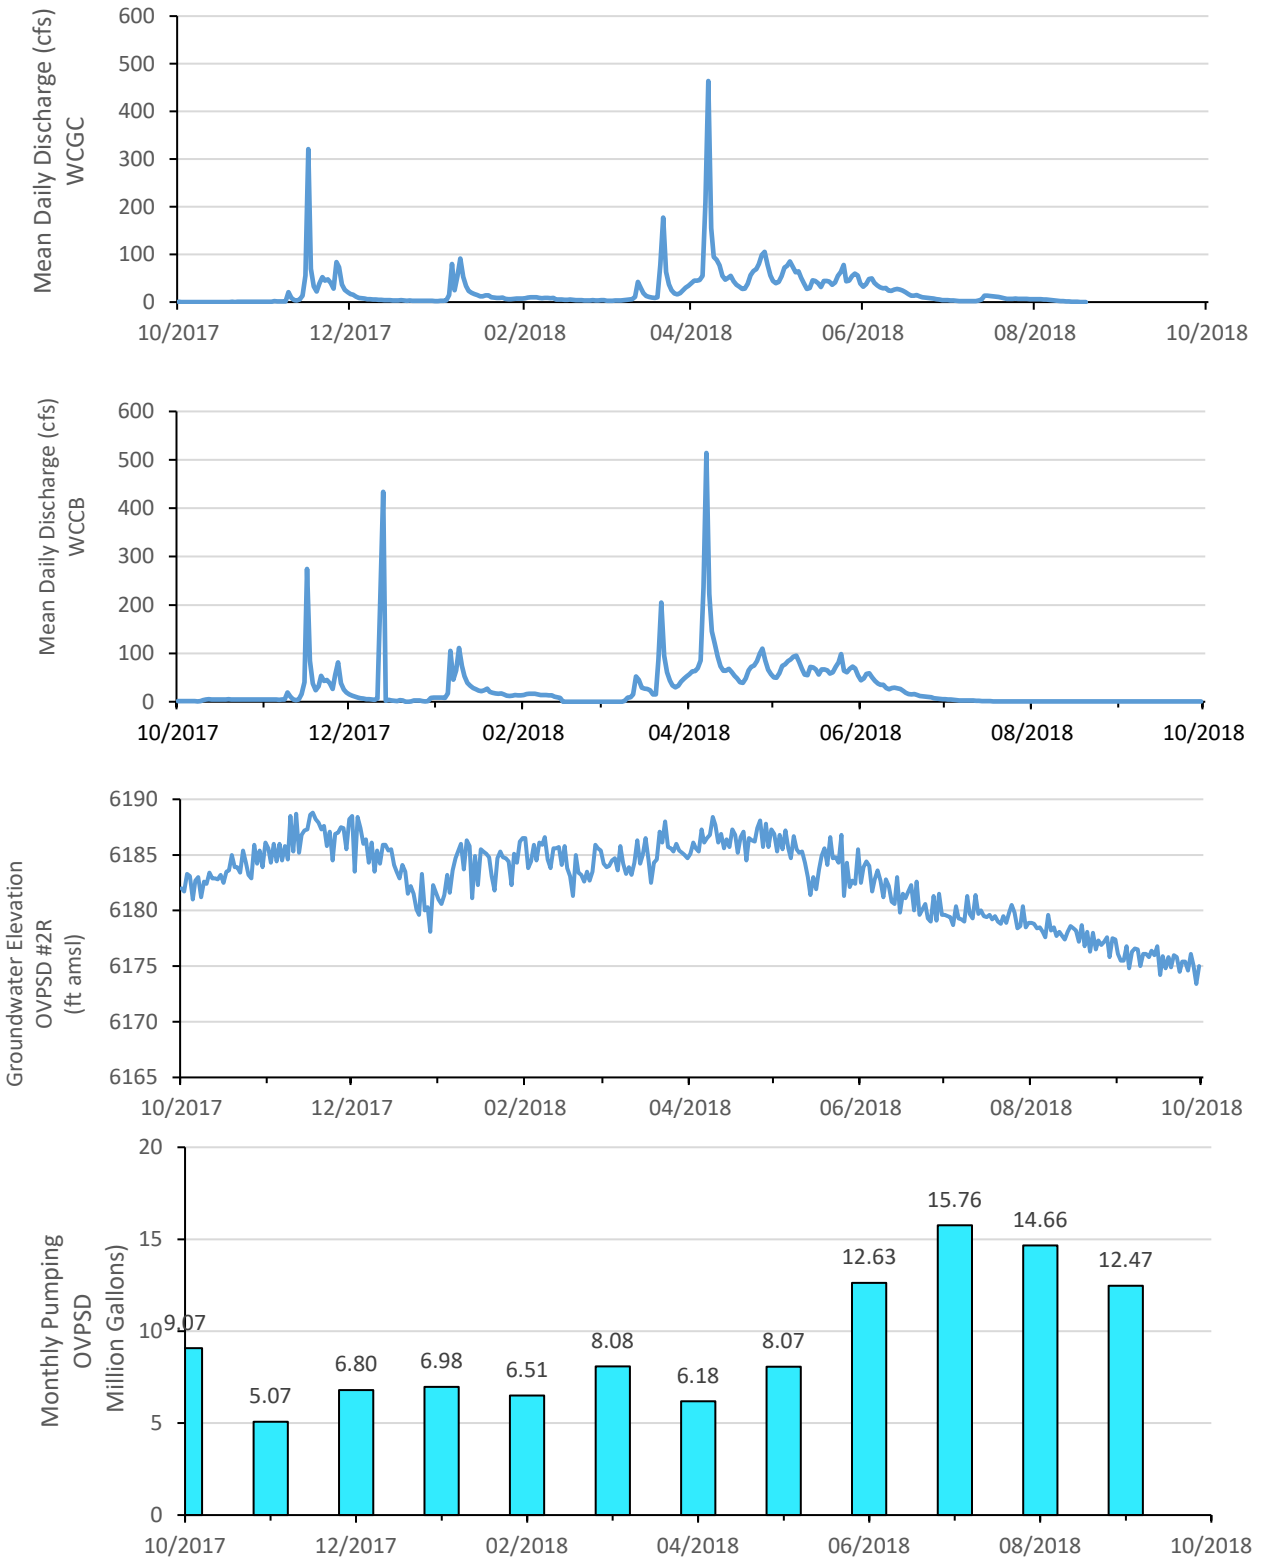 Mean Daily Discharge (cfs)
WCGC
600
500
400
300
200
100
0
10/2017 12/2017 02/2018 04/2018 06/2018 08/2018 10/2018
Mean Daily Discharge (cfs)
WCCB
600
500
400
300
200
100
0
10/2017 12/2017 02/2018 04/2018 06/2018 08/2018 10/2018
Groundwater Elevation
OVPSD #2R
(ft amsl)
6190
6185
6180
6175
6170
6165
10/2017 12/2017 02/2018 04/2018 06/2018 08/2018 10/2018
Monthly Pumping
OVPSD
Million Gallons)
20
15
10
5
0
9.07
5.07
6.80
6.98
6.51
8.08
6.18
8.07
12.63
15.76
14.66
12.47
10/2017 12/2017 02/2018 04/2018 06/2018 08/2018 10/2018